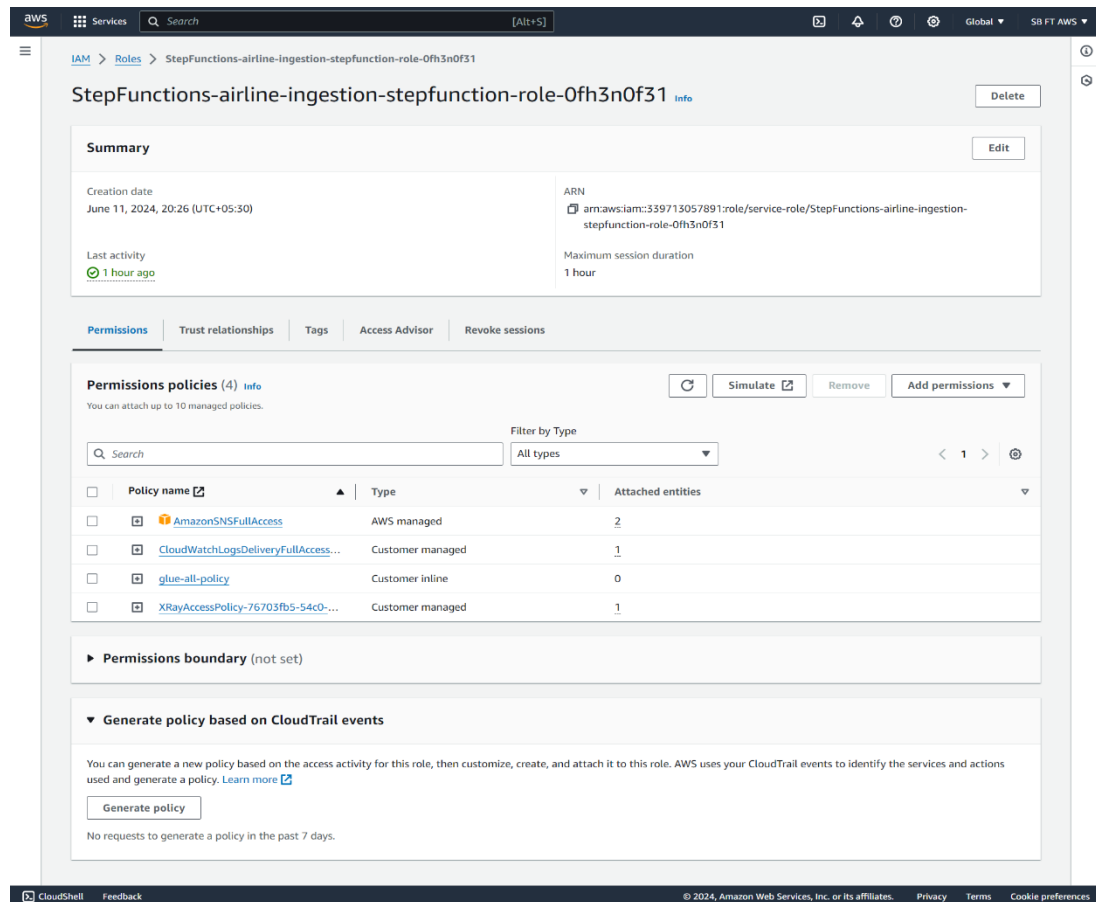 aws
Services
Search
[Alt+S]
Global
SB FT AWS
IAM > Roles > StepFunctions-airline-ingestion-stepfunction-role-0fh3n0f31
StepFunctions-airline-ingestion-stepfunction-role-0fh3n0f31 Info
Delete
Summary
Edit
Creation date
June 11, 2024, 20:26 (UTC+05:30)
ARN
arn:aws:iam::339713057891:role/service-role/StepFunctions-airline-ingestion-
stepfunction-role-0fh3n0f31
Last activity
1 hour ago
Maximum session duration
1 hour
Permissions
Trust relationships
Tags
Access Advisor
Revoke sessions
Permissions policies (4) Info
You can attach up to 10 managed policies.
Simulate
Remove
Add permissions
Filter by Type
Search
All types
1
Policy name
Type
Attached entities
AmazonSNSFullAccess
AWS managed
2
CloudWatchLogsDeliveryFullAccess...
Customer managed
1
glue-all-policy
Customer inline
0
XRayAccessPolicy-76703fb5-54c0-...
Customer managed
1
Permissions boundary (not set)
Generate policy based on CloudTrail events
You can generate a new policy based on the access activity for this role, then customize, create, and attach it to this role. AWS uses your CloudTrail events to identify the services and actions
used and generate a policy. Learn more
Generate policy
No requests to generate a policy in the past 7 days.
CloudShell
Feedback
© 2024, Amazon Web Services, Inc. or its affiliates.
Privacy
Terms
Cookie preferences